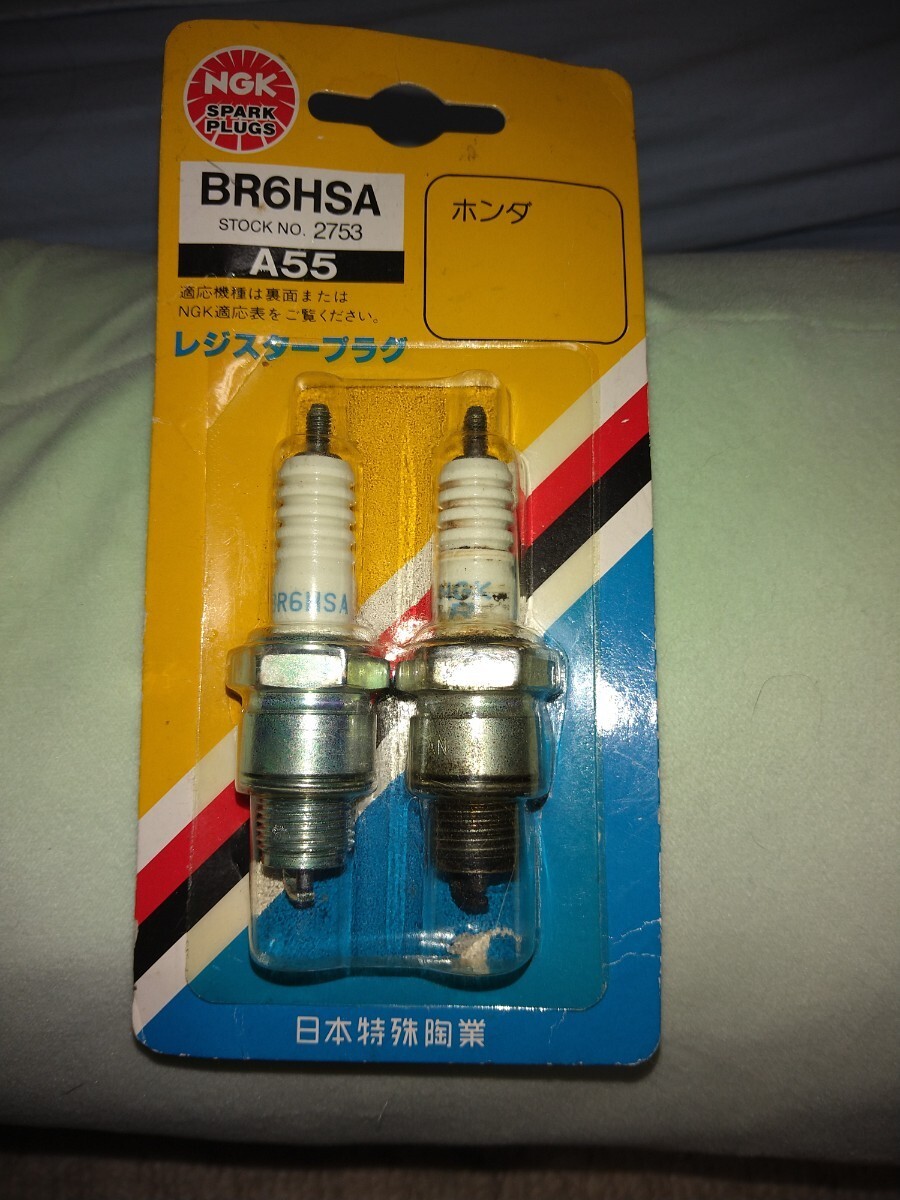 NGK
SPARK
PLUGS
BR6HSA
STOCK NO. 2753
A55
ホンダ
適応機種は裏面または
NGK適応表をご覧ください。
レジスタープラグ
BR6HSA
NGK
日本特殊陶業